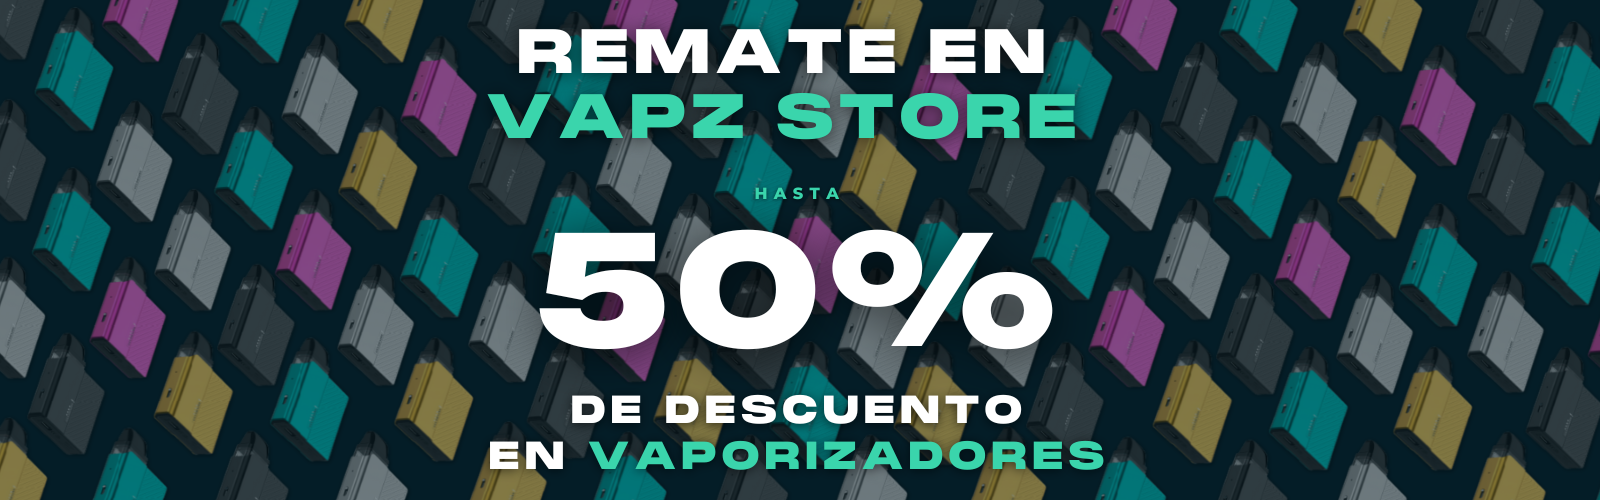 REMATE EN
VAPZ STORE
HASTA
50%
DE DESCUENTO
EN VAPORIZADORES